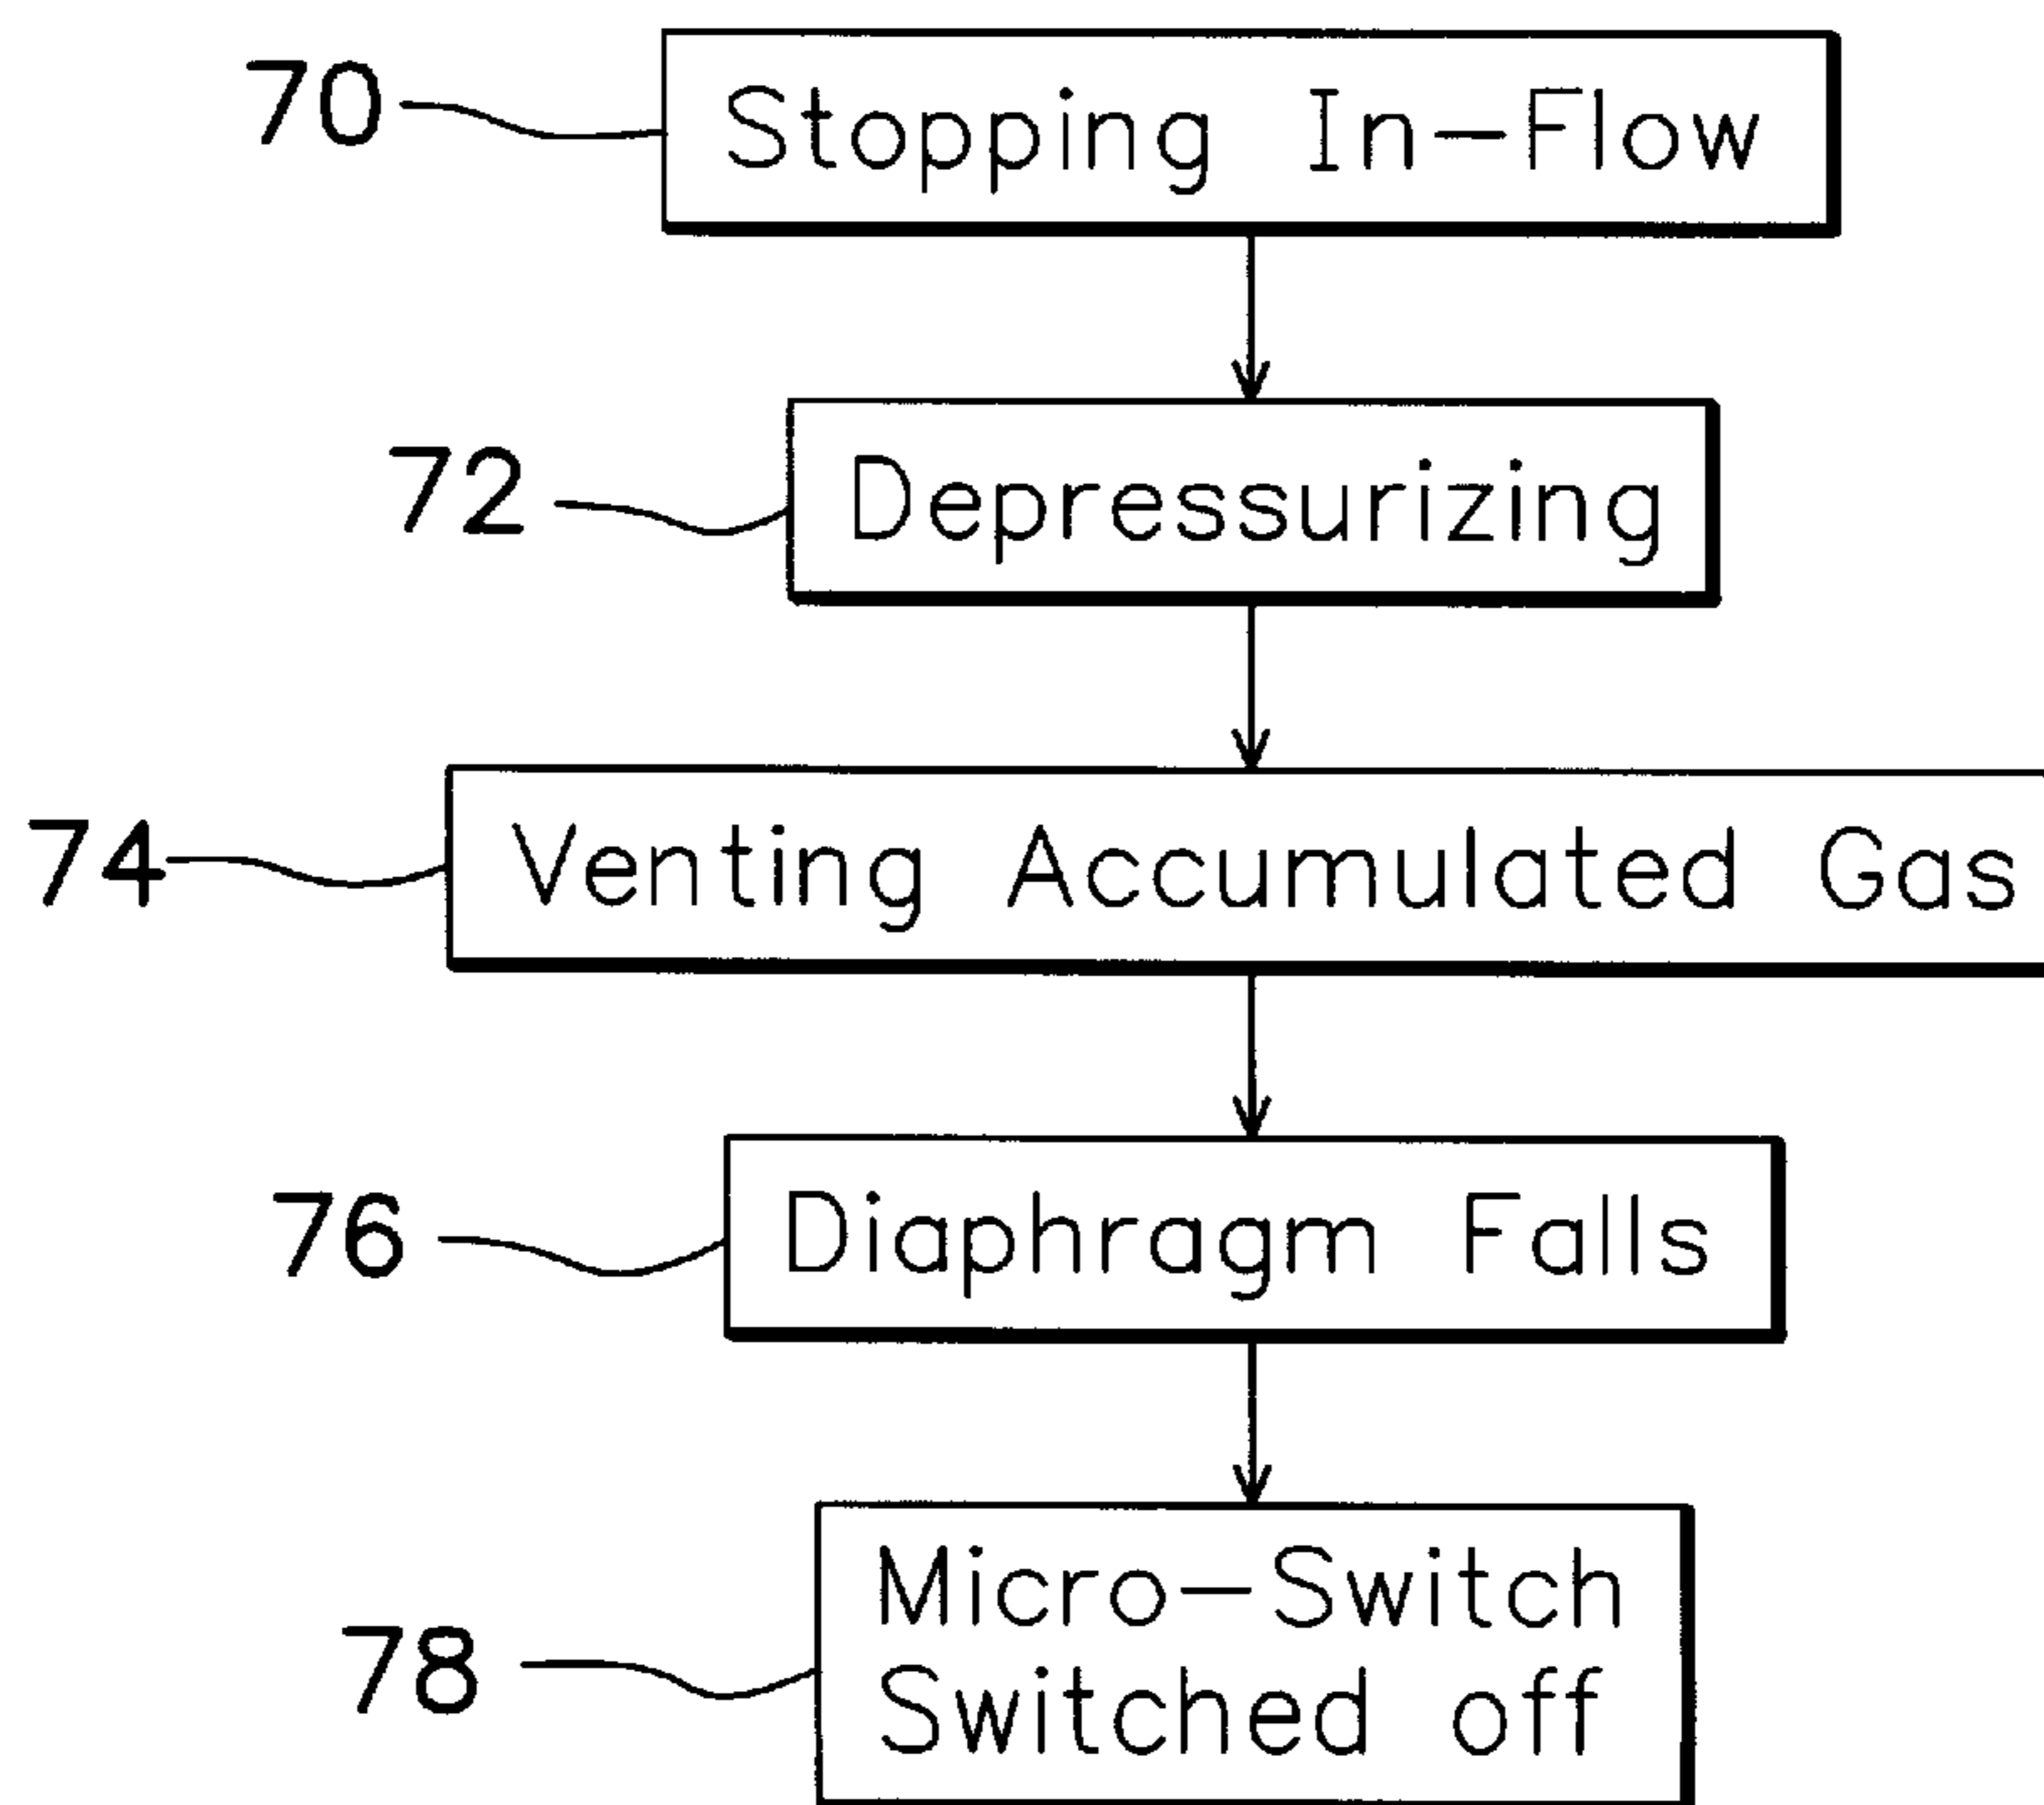 70 Stopping In-Flow
72 Depressurizing
74 Venting Accumulated Gas
76 Diaphragm Falls
Micro-Switch
78 Switched off